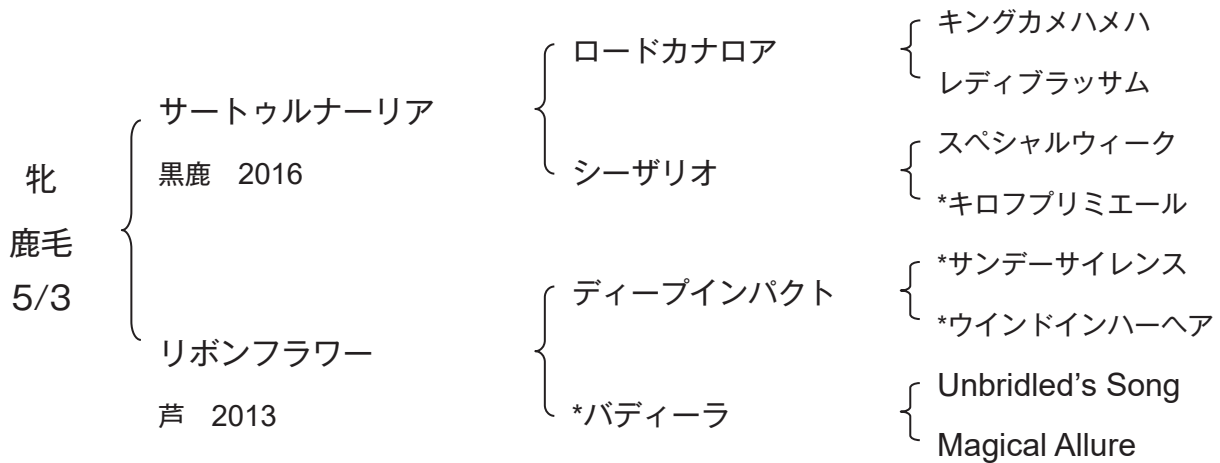 牝
鹿毛
5/3
サートゥルナーリア
黒鹿　2016
リボンフラワー
芦　2013
ロードカナロア
シーザリオ
ディープインパクト
*バディーラ
キングカメハメハ
レディブラッサム
スペシャルウィーク
*キロフプリミエール
*サンデーサイレンス
*ウインドインハーヘア
Unbridled's Song
Magical Allure